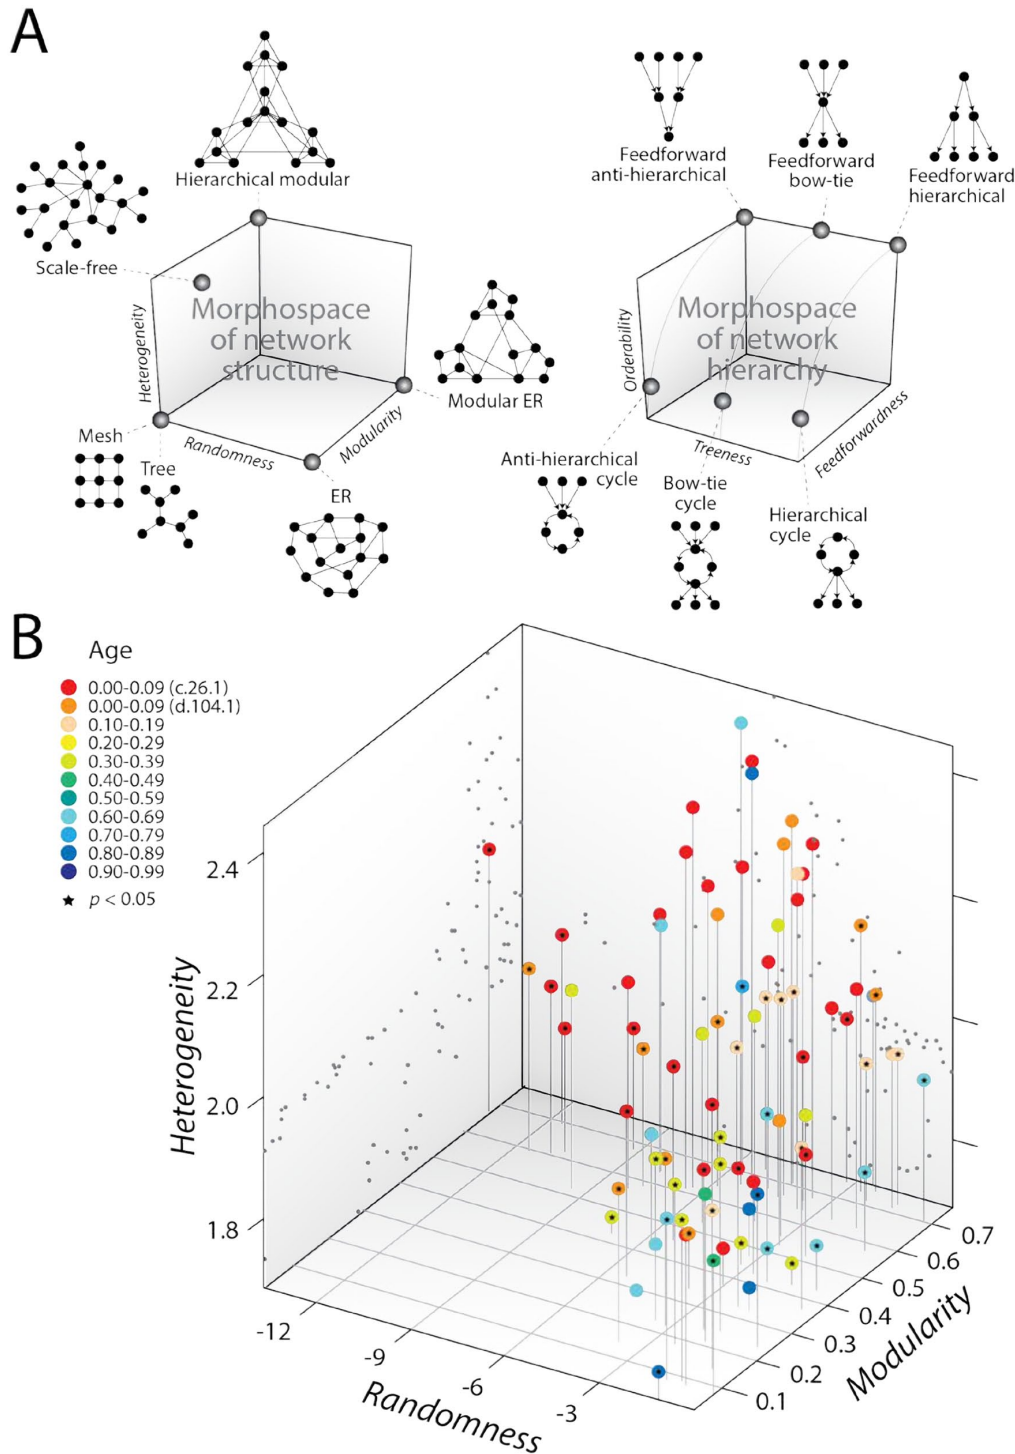 A
Hierarchical modular
Scale-free
Heterogeneity
Morphospace
of network
structure
Randomness
Modularity
Modular ER
Mesh
Tree
ER
Feedforward
anti-hierarchical
Feedforward
bow-tie
Feedforward
hierarchical
Orderability
Morphospace
of network
hierarchy
Treeness
Feedforwardness
Anti-hierarchical
cycle
Bow-tie
cycle
Hierarchical
cycle
B
Age
0.00-0.09 (c.26.1)
0.00-0.09 (d.104.1)
0.10-0.19
0.20-0.29
0.30-0.39
0.40-0.49
0.50-0.59
0.60-0.69
0.70-0.79
0.80-0.89
0.90-0.99
★ p < 0.05
Heterogeneity
2.4
2.2
2.0
1.8
-12
-9
-6
-3
Randomness
0.1
0.2
0.3
0.4
0.5
0.6
0.7
Modularity